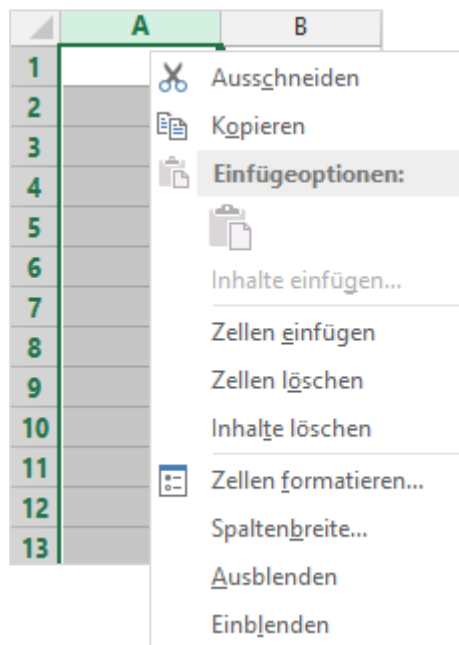 A B
1
Ausschneiden
2
Kopieren
3
Einfügeoptionen:
4
5
6
Inhalte einfügen...
7
Zellen einfügen
8
Zellen löschen
9
Inhalte löschen
10
11
Zellen formatieren...
12
Spaltenbreite...
13
Ausblenden
Einblenden